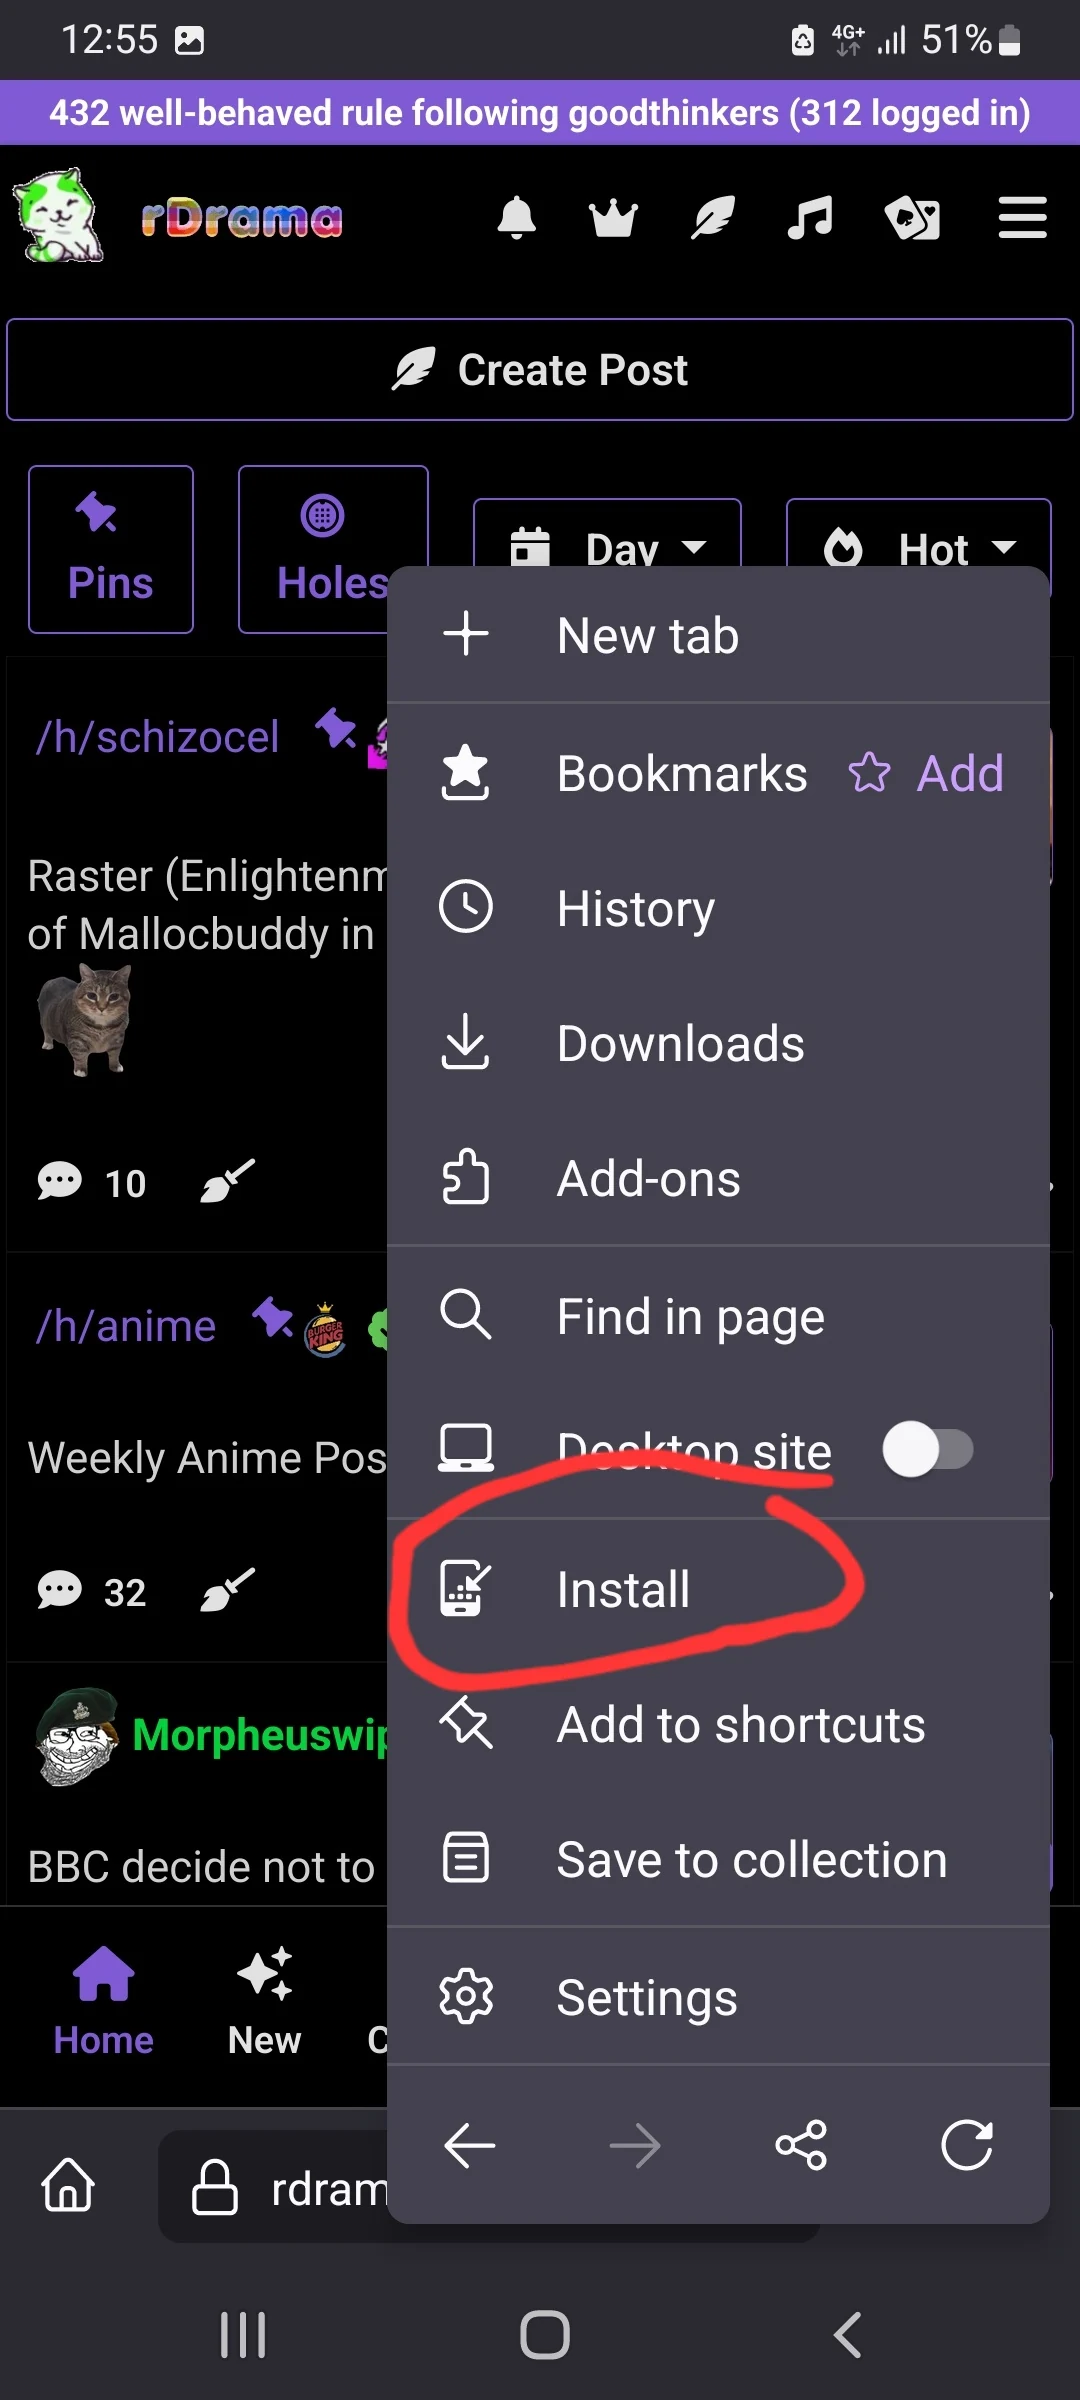 12:55
4G+ 51%
432 well-behaved rule following goodthinkers (312 logged in)
rDrama
Create Post
Pins
Holes
Day
Hot
New tab
/h/schizocel
Bookmarks Add
Raster (Enlightenm
of Mallocbuddy in
History
Downloads
10
Add-ons
/h/anime
BURGER KING
Find in page
Weekly Anime Pos
Desktop site
32
Install
Morpheuswip
Add to shortcuts
BBC decide not to
Save to collection
Home
New
C
Settings
rdram